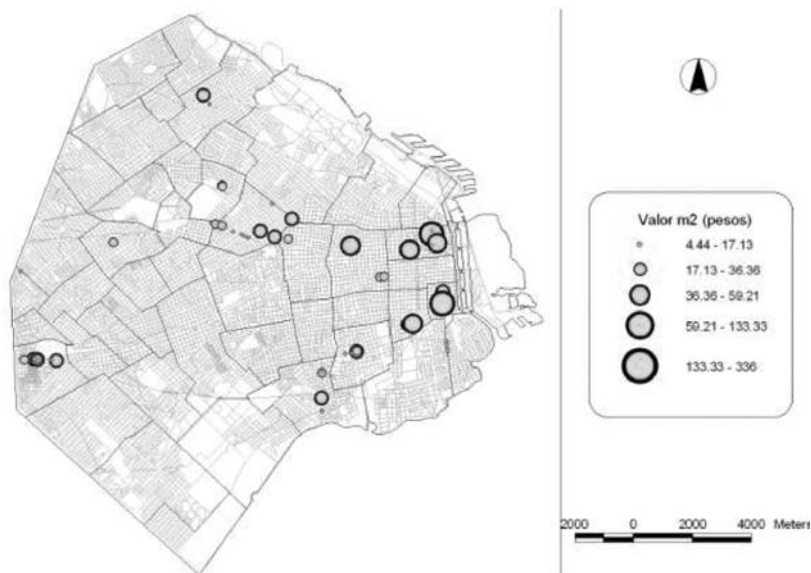 Valor m2 (pesos)
4.44 - 17.13
17.13 - 36.36
36.36 - 59.21
59.21 - 133.33
133.33 - 336
2000 0 2000 4000 Meters